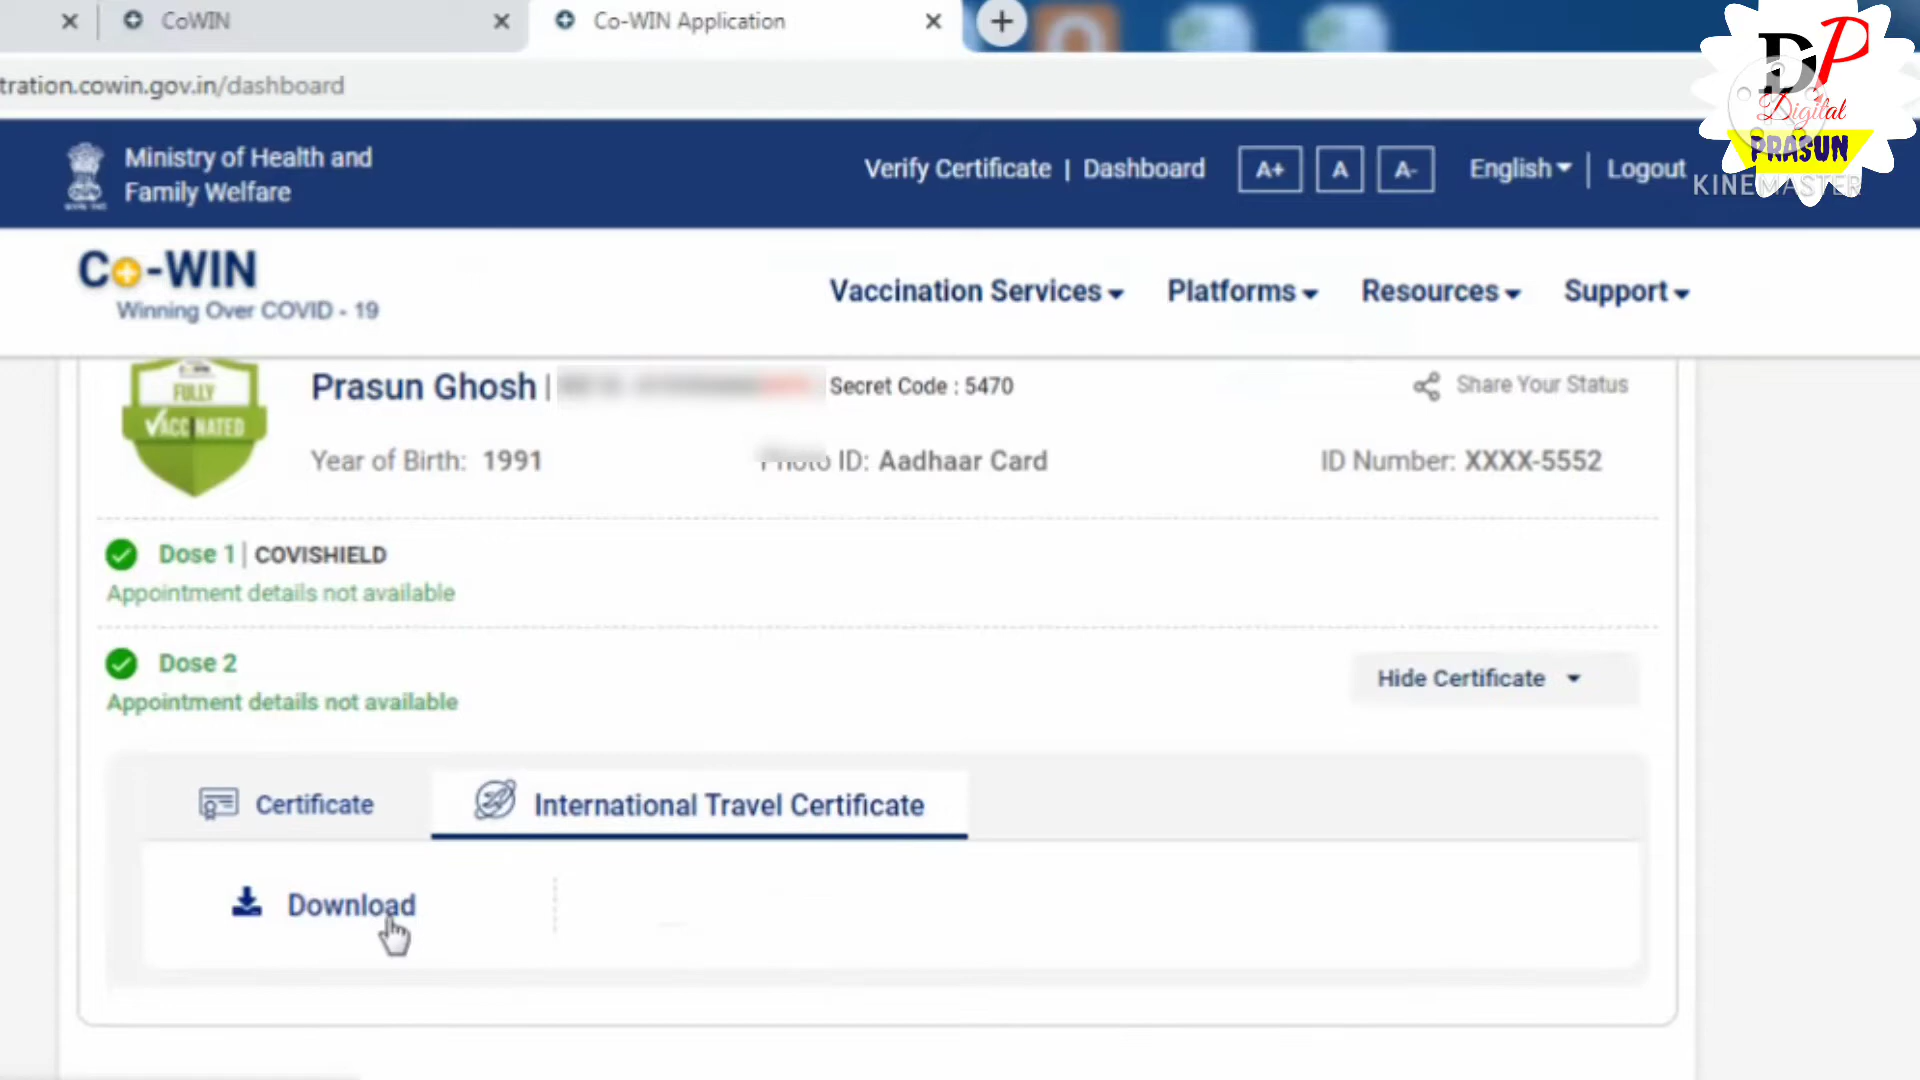 CoWIN
Co-WIN Application
tration.cowin.gov.in/dashboard
DP
Digital
PRASUN
KINEMASTER
Ministry of Health and
Family Welfare
Verify Certificate | Dashboard
A+ A A-
English
Logout
Co-WIN
Winning Over COVID - 19
Vaccination Services
Platforms
Resources
Support
FULLY
VACCINATED
Prasun Ghosh |
Secret Code : 5470
Share Your Status
Year of Birth: 1991
Photo ID: Aadhaar Card
ID Number: XXXX-5552
Dose 1 | COVISHIELD
Appointment details not available
Dose 2
Appointment details not available
Hide Certificate
Certificate
International Travel Certificate
Download